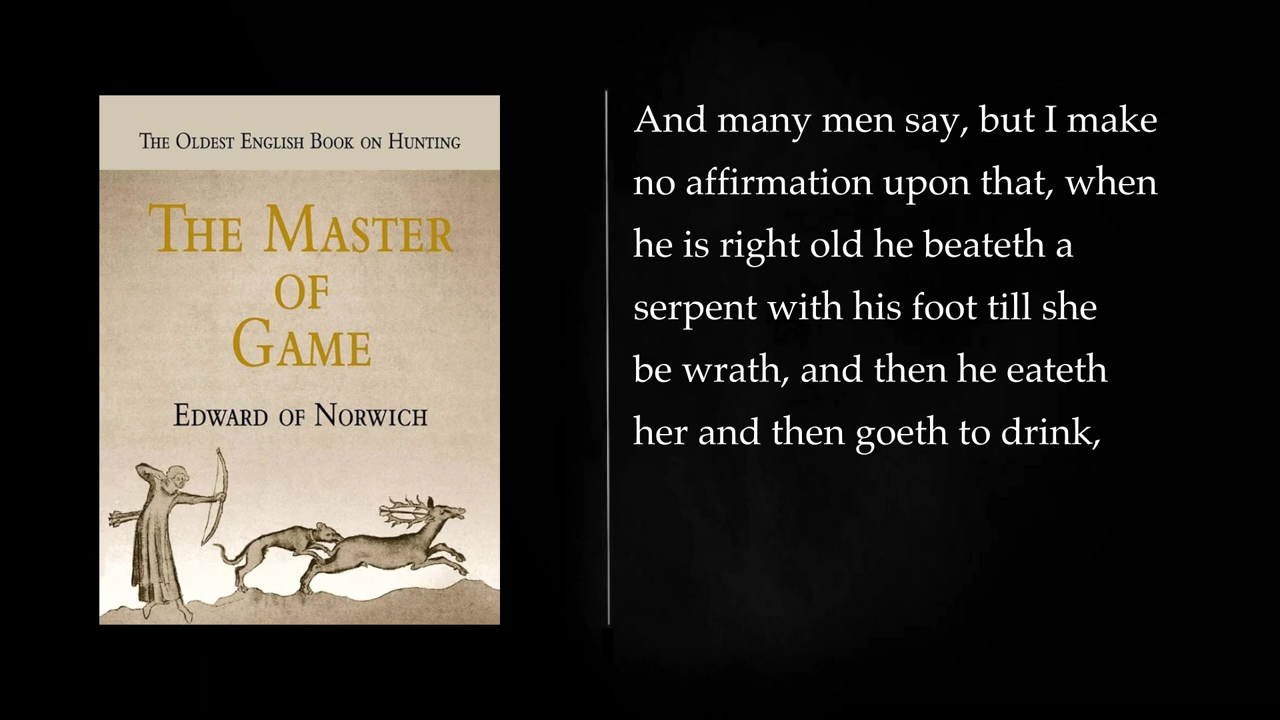 The Oldest English Book on Hunting
The Master
of
Game
Edward of Norwich
And many men say, but I make
no affirmation upon that, when
he is right old he beateth a
serpent with his foot till she
be wrath, and then he eateth
her and then goeth to drink,